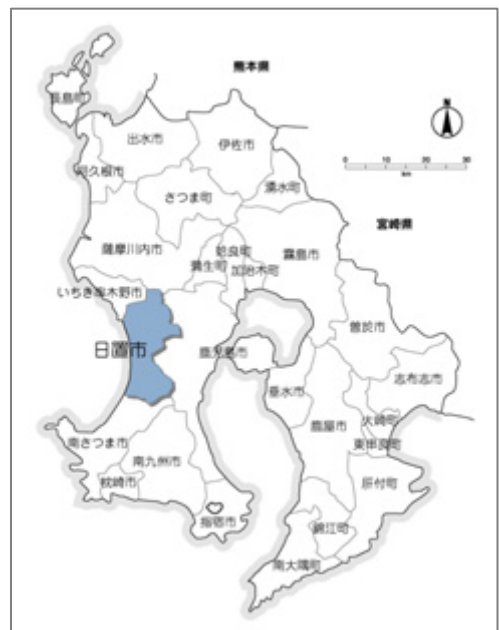 熊本県
長島町
N
出水市
伊佐市
阿久根市
0 10 20 30
km
湧水町
さつま町
宮崎県
薩摩川内市
姶良町
霧島市
蒲生町
加治木町
いちき串木野市
曽於市
日置市
鹿児島市
志布志市
垂水市
大崎町
鹿屋市
東串良町
南さつま市
南九州市
肝付町
枕崎市
指宿市
錦江町
南大隅町